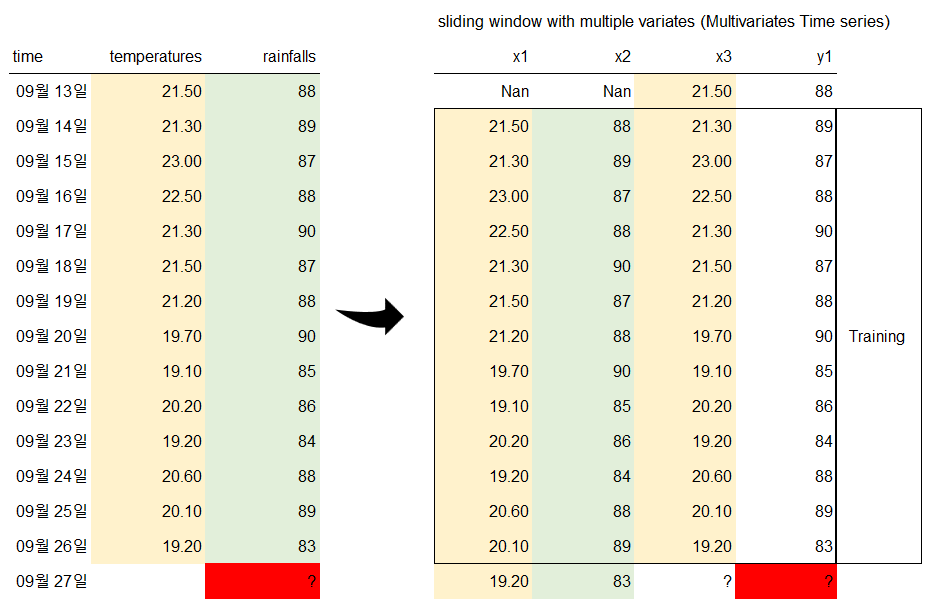 sliding window with multiple variates (Multivariates Time series)
time temperatures rainfalls x1 x2 x3 y1
09월 13일 21.50 88 Nan Nan 21.50 88
09월 14일 21.30 89 21.50 88 21.30 89
09월 15일 23.00 87 21.30 89 23.00 87
09월 16일 22.50 88 23.00 87 22.50 88
09월 17일 21.30 90 22.50 88 21.30 90
09월 18일 21.50 87 21.30 90 21.50 87
09월 19일 21.20 88 21.50 87 21.20 88
09월 20일 19.70 90 21.20 88 19.70 90 Training
09월 21일 19.10 85 19.70 90 19.10 85
09월 22일 20.20 86 19.10 85 20.20 86
09월 23일 19.20 84 20.20 86 19.20 84
09월 24일 20.60 88 19.20 84 20.60 88
09월 25일 20.10 89 20.60 88 20.10 89
09월 26일 19.20 83 20.10 89 19.20 83
09월 27일 ? 19.20 83 ? ?